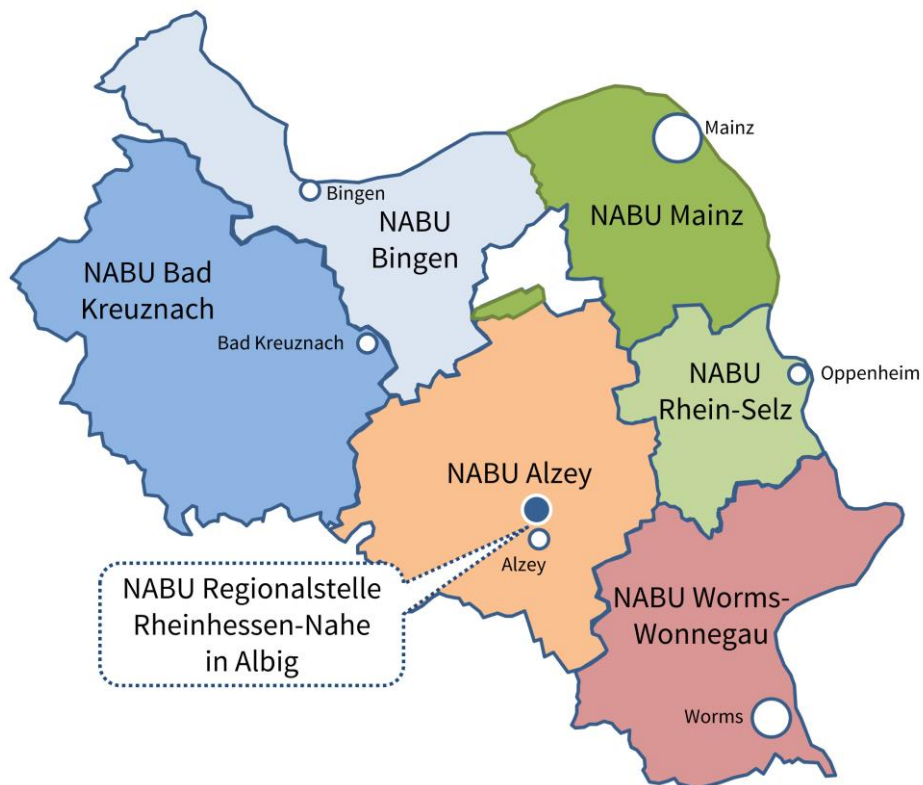 Mainz
Bingen
NABU Mainz
NABU
Bingen
NABU Bad
Kreuznach
Bad Kreuznach
NABU
Rhein-Selz
Oppenheim
NABU Alzey
Alzey
NABU Regionalstelle
Rheinhessen-Nahe
in Albig
NABU Worms-
Wonnegau
Worms